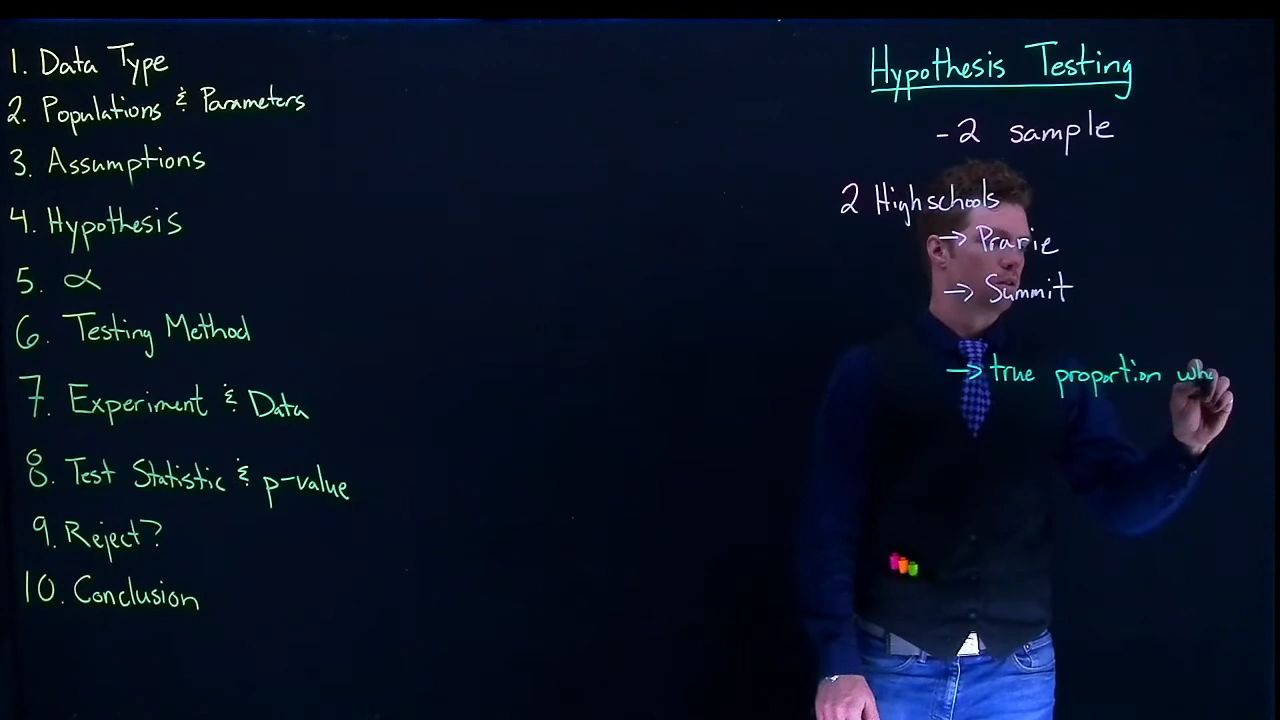 1. Data Type
2. Populations & Parameters
3. Assumptions
4. Hypothesis
5. α
6. Testing Method
7. Experiment & Data
8. Test Statistic & p-value
9. Reject?
10. Conclusion
Hypothesis Testing
- 2 sample
2 Highschools
→ Prarie
→ Summit
→ true proportion